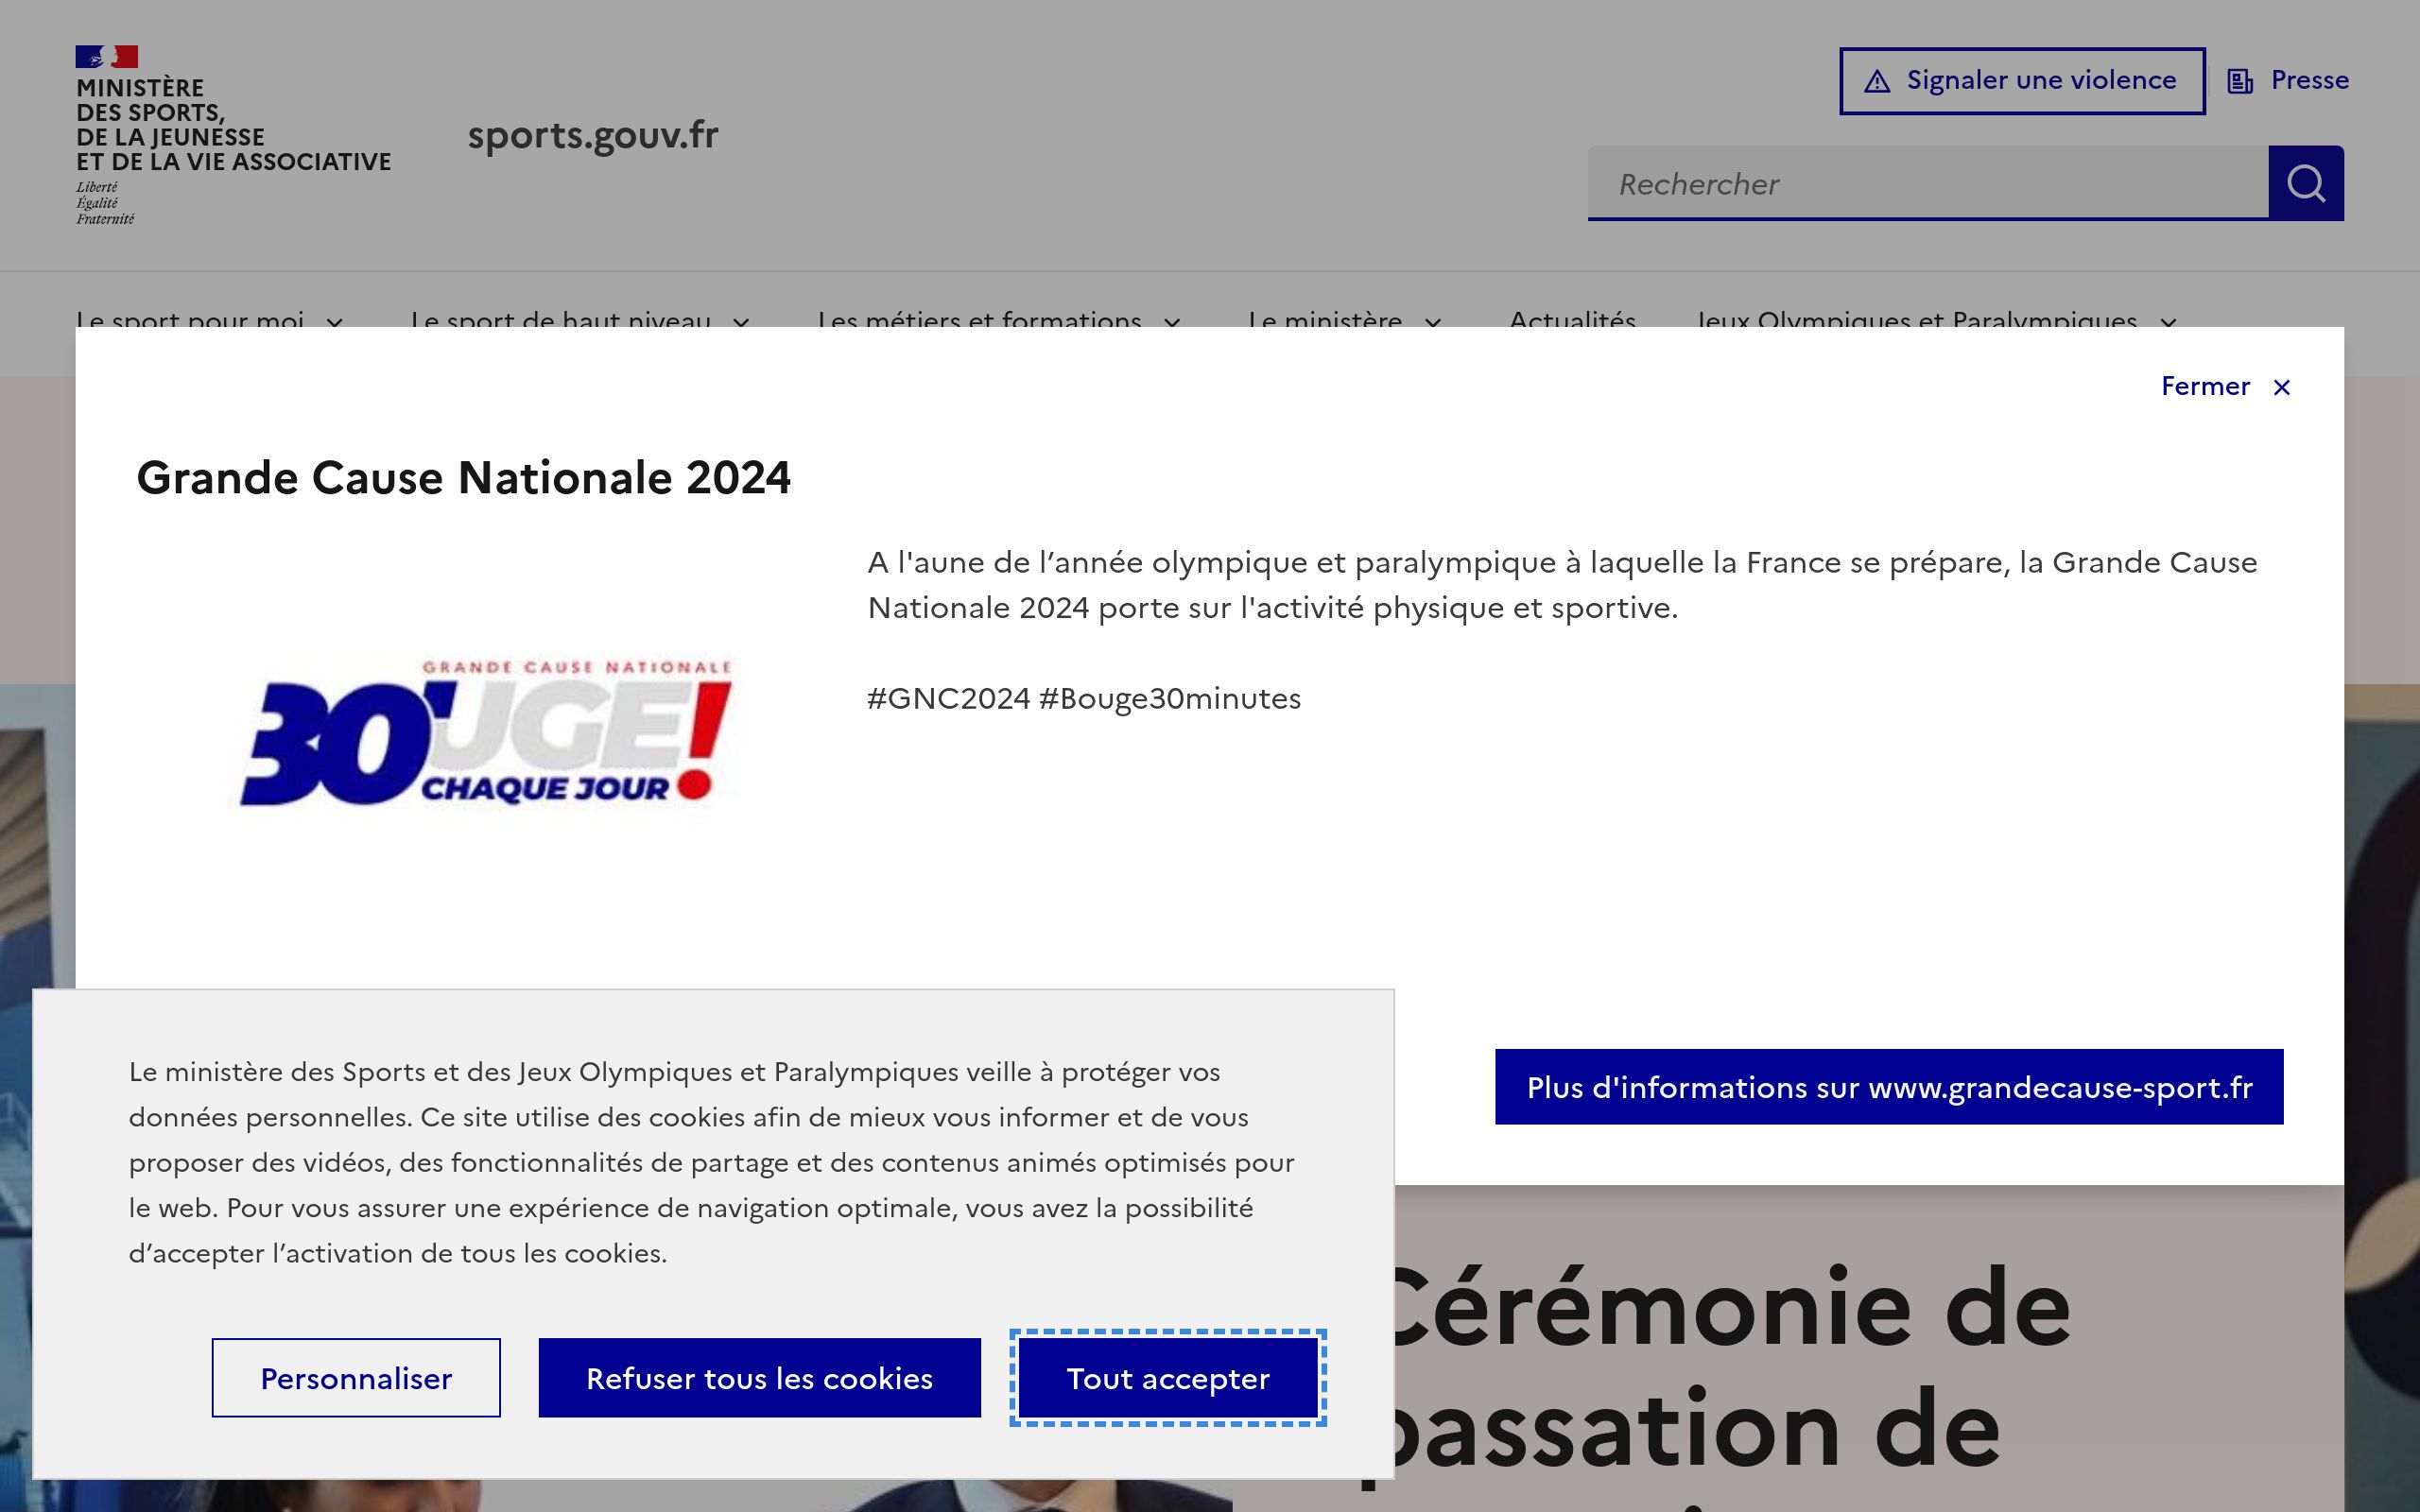 MINISTÈRE
DES SPORTS,
DE LA JEUNESSE
ET DE LA VIE ASSOCIATIVE
Liberté
Égalité
Fraternité
sports.gouv.fr
Signaler une violence
Presse
Rechercher
Le sport pour moi
Le sport de haut niveau
Les métiers et formations
Le ministère
Actualités
Jeux Olympiques et Paralympiques
Fermer
Grande Cause Nationale 2024
GRANDE CAUSE NATIONALE
30'UGE!
CHAQUE JOUR
A l'aune de l’année olympique et paralympique à laquelle la France se prépare, la Grande Cause
Nationale 2024 porte sur l'activité physique et sportive.
#GNC2024 #Bouge30minutes
Plus d'informations sur www.grandecause-sport.fr
Le ministère des Sports et des Jeux Olympiques et Paralympiques veille à protéger vos
données personnelles. Ce site utilise des cookies afin de mieux vous informer et de vous
proposer des vidéos, des fonctionnalités de partage et des contenus animés optimisés pour
le web. Pour vous assurer une expérience de navigation optimale, vous avez la possibilité
d’accepter l’activation de tous les cookies.
Personnaliser
Refuser tous les cookies
Tout accepter
Cérémonie de
passation de